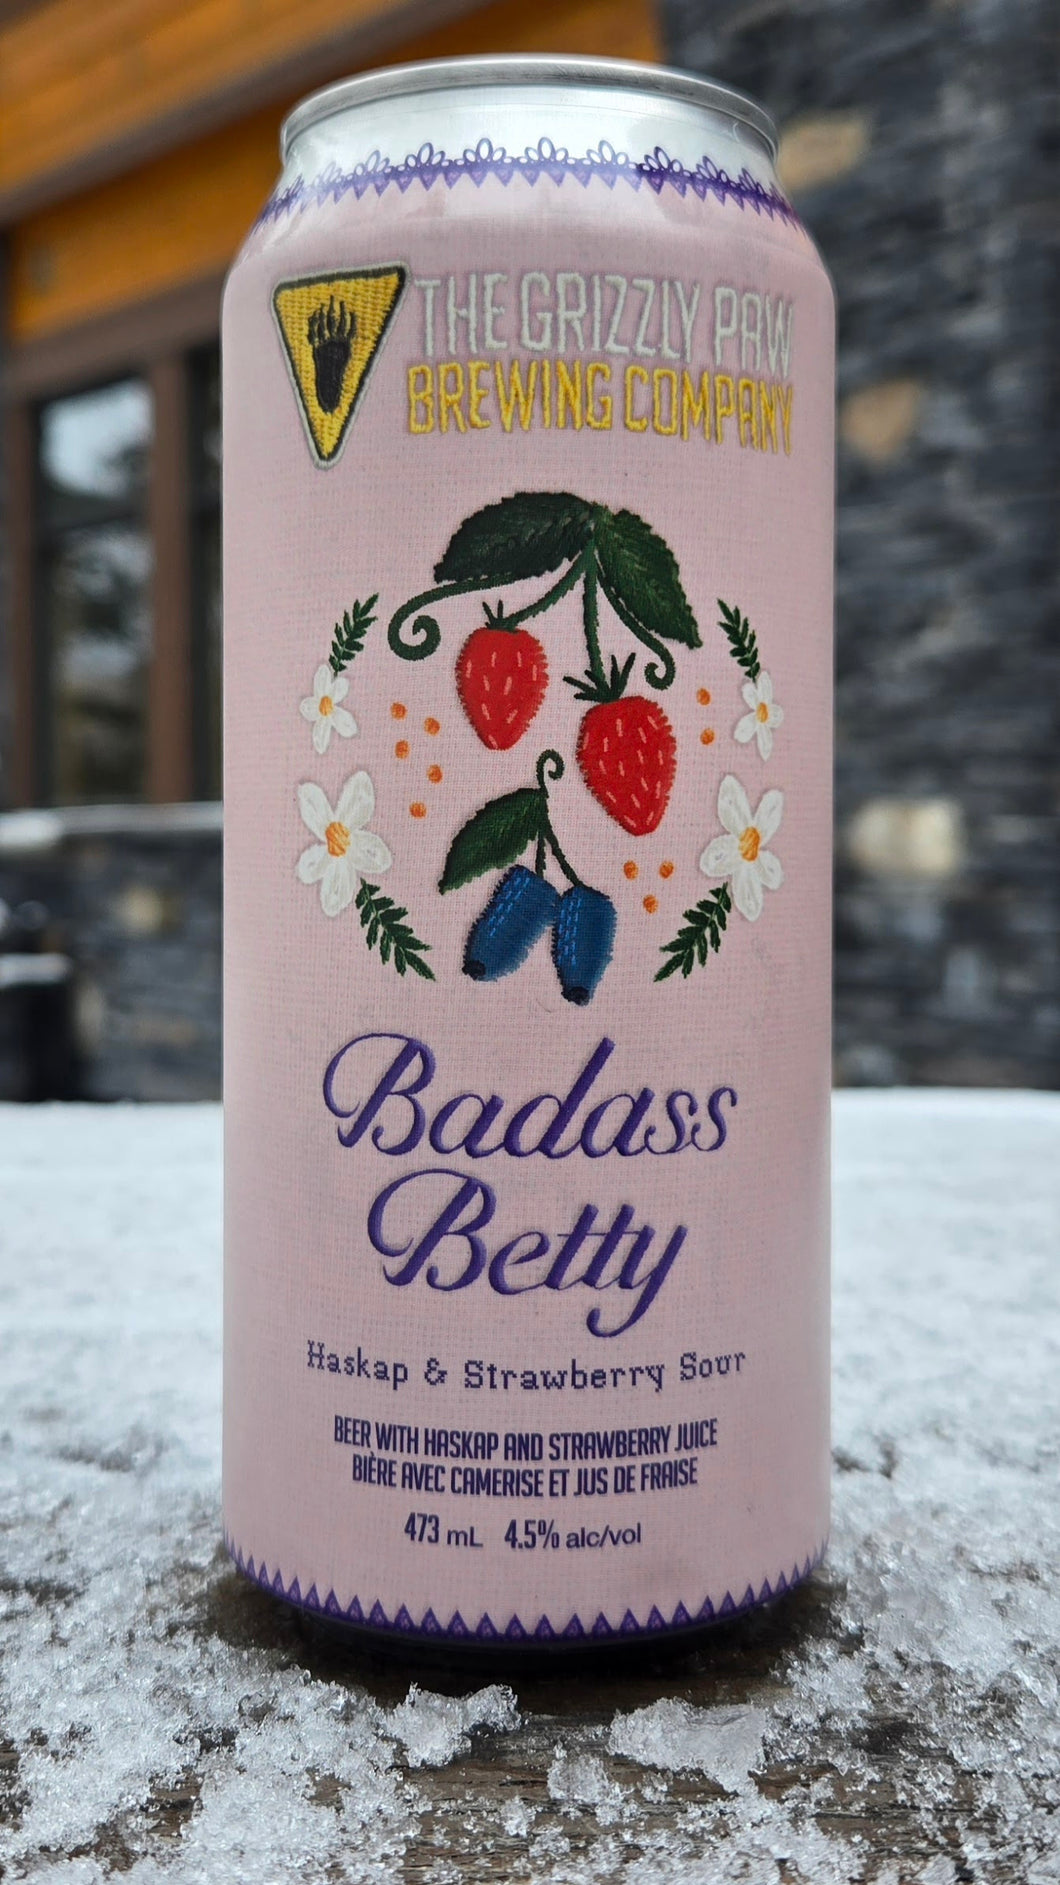 THE GRIZZLY PAW
BREWING COMPANY
Badass
Betty
Haskap & Strawberry Sour
BEER WITH HASKAP AND STRAWBERRY JUICE
BIÈRE AVEC CAMERISE ET JUS DE FRAISE
473 mL 4.5% alc/vol